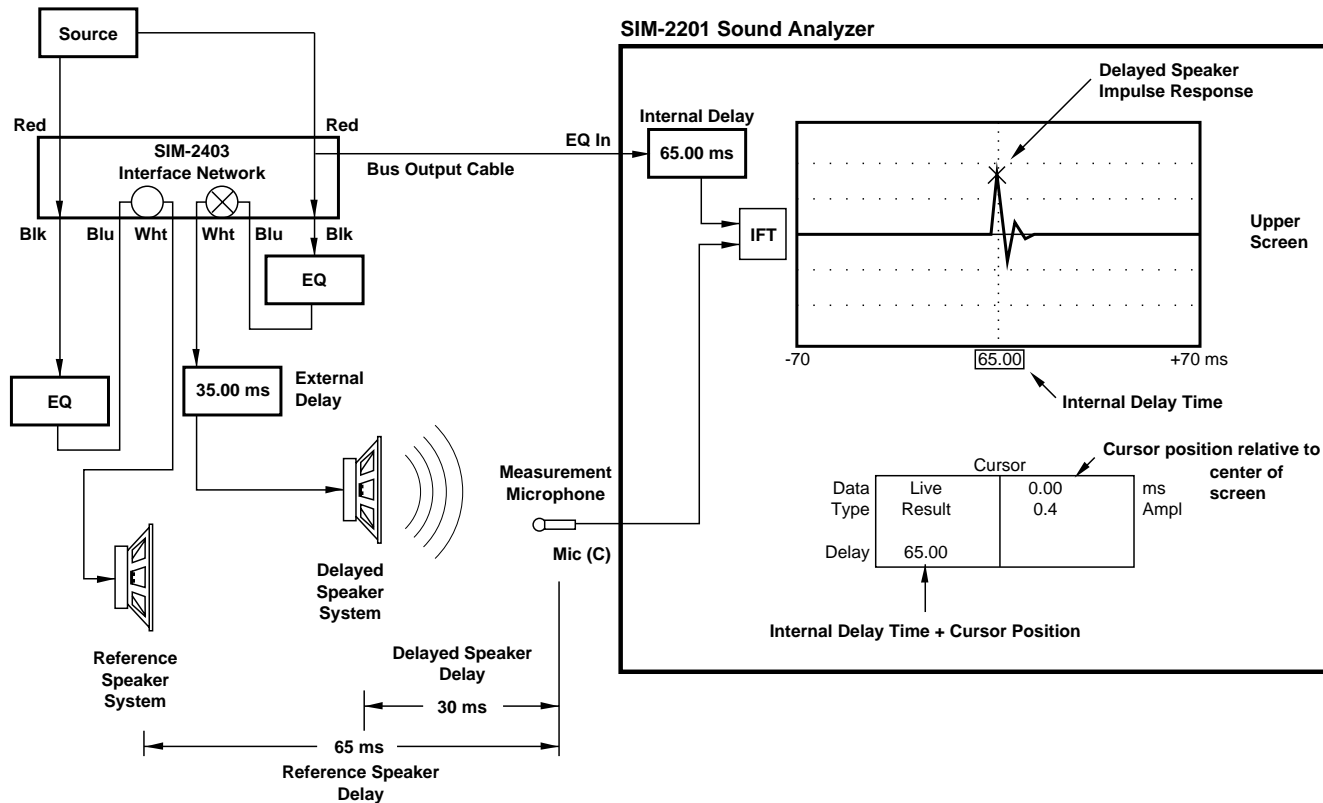 SIM-2201 Sound Analyzer
Source
Red
Red
SIM-2403
Interface Network
Blk
Blu
Wht
Wht
Blu
Blk
EQ
EQ
35.00 ms
External
Delay
Bus Output Cable
EQ In
Internal Delay
65.00 ms
IFT
Delayed Speaker
Impulse Response
Upper
Screen
-70
65.00
+70 ms
Internal Delay Time
Measurement
Microphone
Mic (C)
Delayed
Speaker
System
Reference
Speaker
System
Cursor position relative to
center of
screen
Cursor
Data Live 0.00 ms
Type Result 0.4 Ampl
Delay 65.00
Internal Delay Time + Cursor Position
Delayed Speaker
Delay
30 ms
65 ms
Reference Speaker
Delay